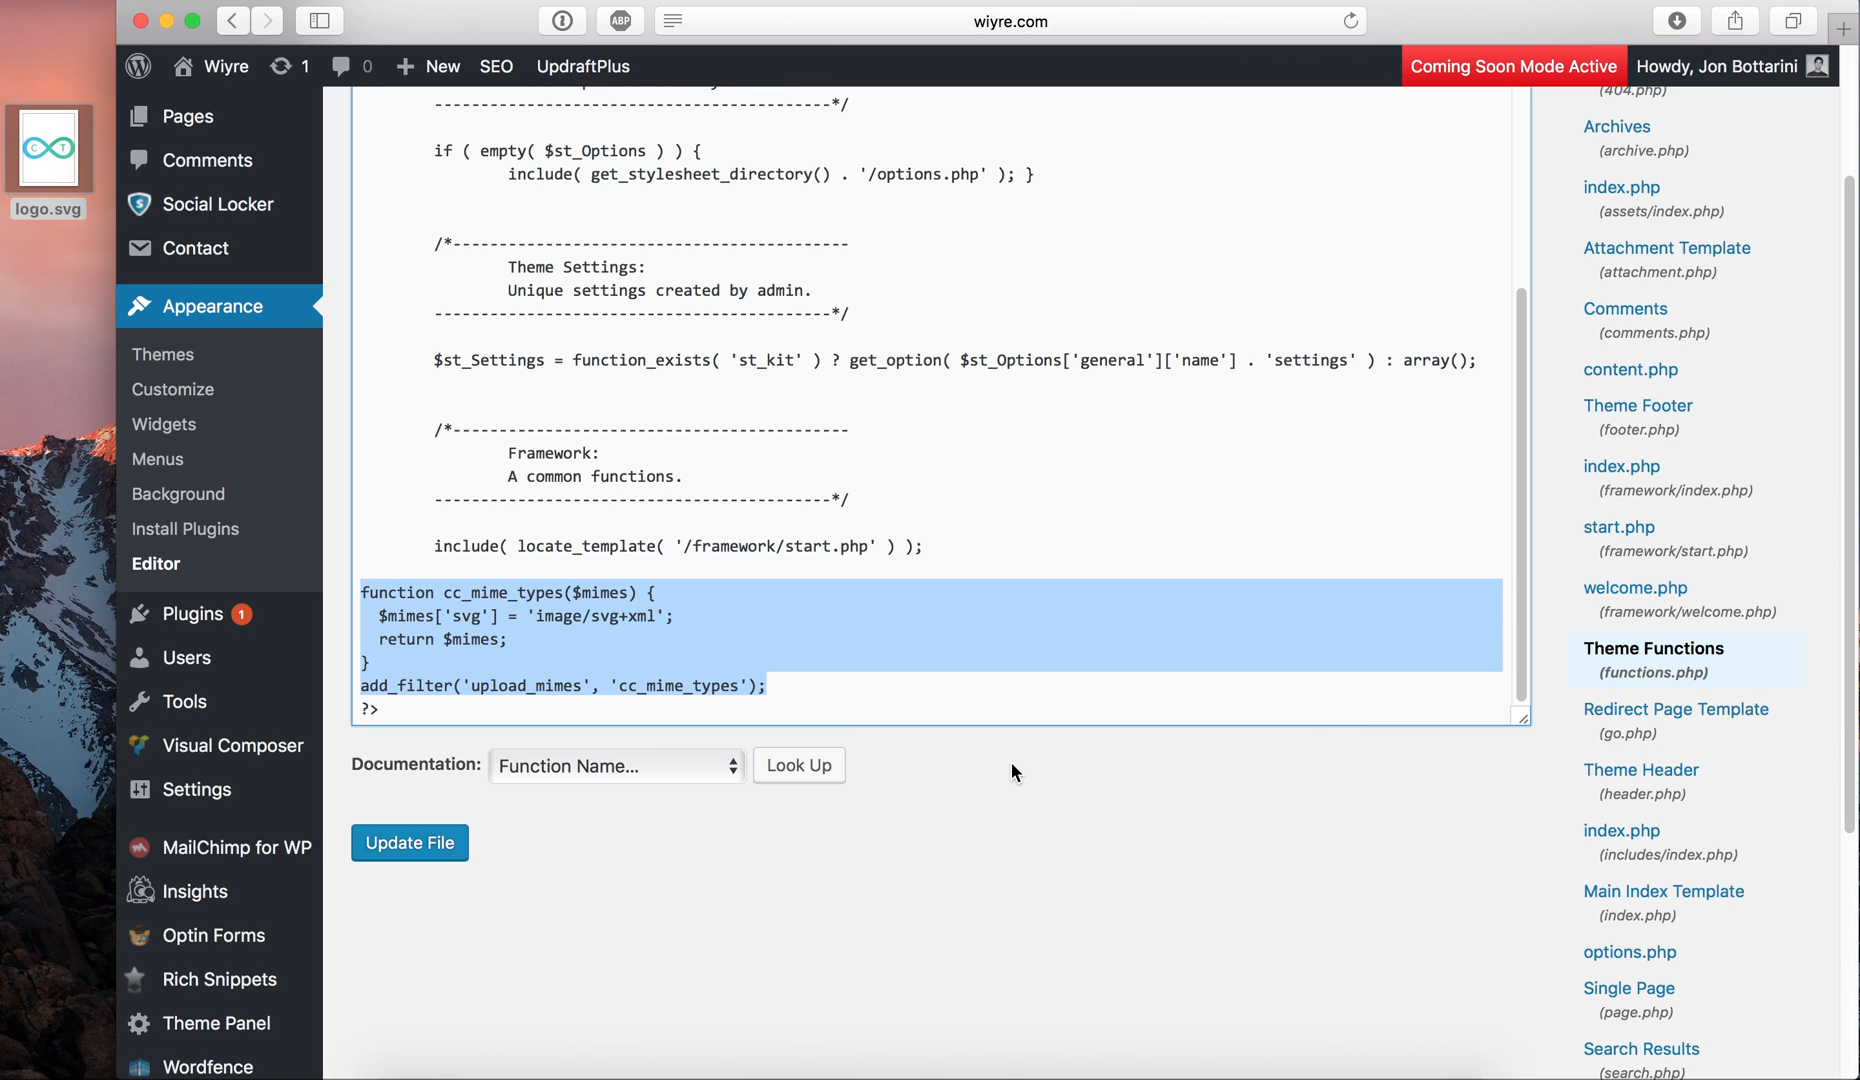 wiyre.com
ABP
Wiyre 1 0 New SEO UpdraftPlus Coming Soon Mode Active Howdy, Jon Bottarini
C T
logo.svg
Pages
Comments
Social Locker
Contact
Appearance
Themes
Customize
Widgets
Menus
Background
Install Plugins
Editor
Plugins 1
Users
Tools
Visual Composer
Settings
MailChimp for WP
Insights
Optin Forms
Rich Snippets
Theme Panel
Wordfence
-------------------------------------------*/
if ( empty( $st_Options ) ) {
include( get_stylesheet_directory() . '/options.php' ); }
/*-------------------------------------------
Theme Settings:
Unique settings created by admin.
-------------------------------------------*/
$st_Settings = function_exists( 'st_kit' ) ? get_option( $st_Options['general']['name'] . 'settings' ) : array();
/*-------------------------------------------
Framework:
A common functions.
-------------------------------------------*/
include( locate_template( '/framework/start.php' ) );
function cc_mime_types($mimes) {
$mimes['svg'] = 'image/svg+xml';
return $mimes;
}
add_filter('upload_mimes', 'cc_mime_types');
?>
Documentation: Function Name... Look Up
Update File
(404.php)
Archives
(archive.php)
index.php
(assets/index.php)
Attachment Template
(attachment.php)
Comments
(comments.php)
content.php
Theme Footer
(footer.php)
index.php
(framework/index.php)
start.php
(framework/start.php)
welcome.php
(framework/welcome.php)
Theme Functions
(functions.php)
Redirect Page Template
(go.php)
Theme Header
(header.php)
index.php
(includes/index.php)
Main Index Template
(index.php)
options.php
Single Page
(page.php)
Search Results
(search.php)